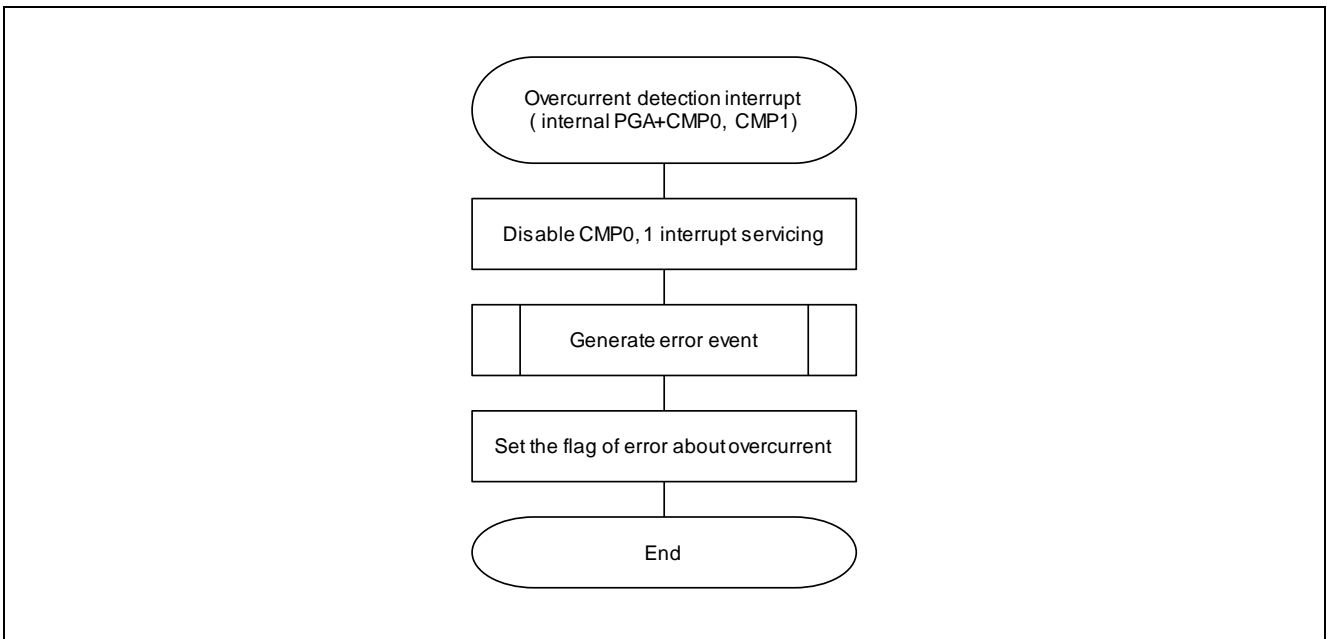 Overcurrent detection interrupt
( internal PGA+CMP0, CMP1)
Disable CMP0, 1 interrupt servicing
Generate error event
Set the flag of error about overcurrent
End